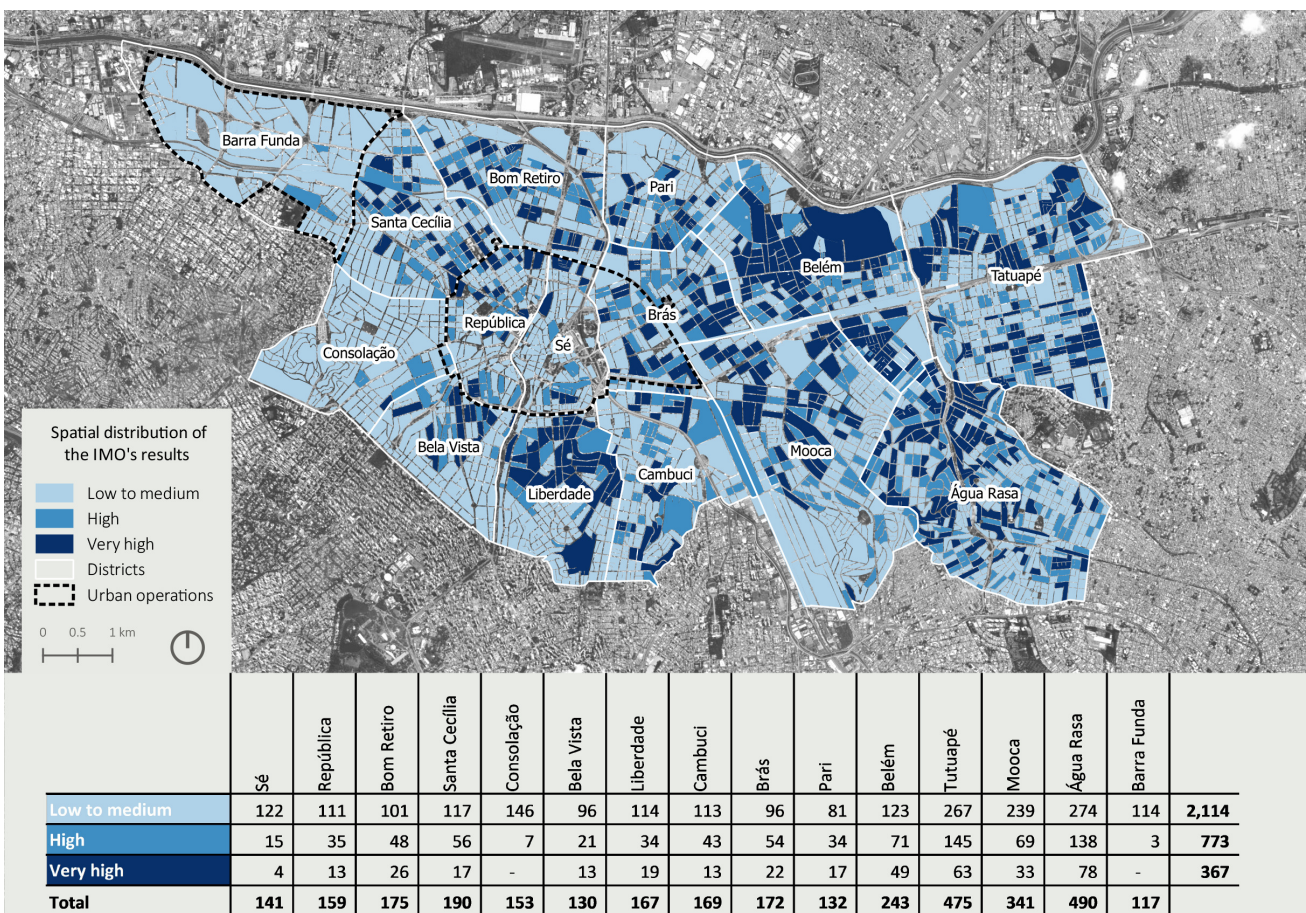 Barra Funda
Bom Retiro
Pari
Santa Cecília
Belém
Tatuapé
República
Brás
Sé
Consolação
Bela Vista
Mooca
Cambuci
Liberdade
Água Rasa
Spatial distribution of
the IMO's results
Low to medium
High
Very high
Districts
Urban operations
0 0.5 1 km
Sé República Bom Retiro Santa Cecília Consolação Bela Vista Liberdade Cambuci Brás Pari Belém Tutuapé Mooca Água Rasa Barra Funda
Low to medium 122 111 101 117 146 96 114 113 96 81 123 267 239 274 114 2,114
High 15 35 48 56 7 21 34 43 54 34 71 145 69 138 3 773
Very high 4 13 26 17 - 13 19 13 22 17 49 63 33 78 - 367
Total 141 159 175 190 153 130 167 169 172 132 243 475 341 490 117